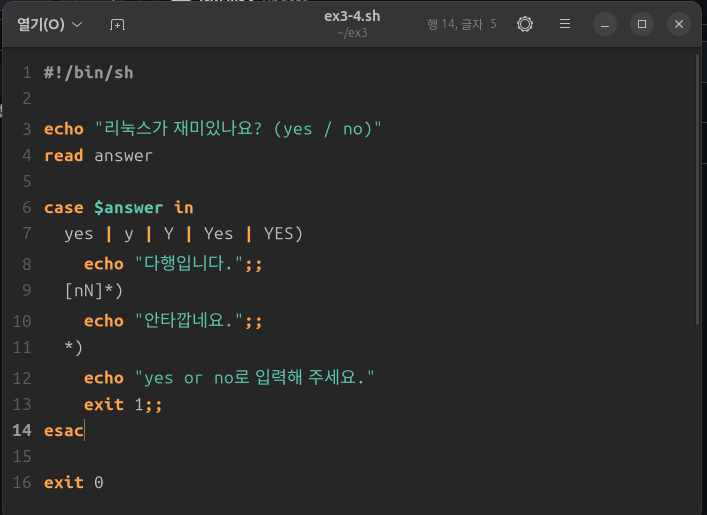 열기(O)
ex3-4.sh
~/ex3
행 14, 글자 5
1 #!/bin/sh
2
3 echo "리눅스가 재미있나요? (yes / no)"
4 read answer
5
6 case $answer in
7 yes | y | Y | Yes | YES)
8 echo "다행입니다.";;
9 [nN]*)
10 echo "안타깝네요.";;
11 *)
12 echo "yes or no로 입력해 주세요."
13 exit 1;;
14 esac
15
16 exit 0